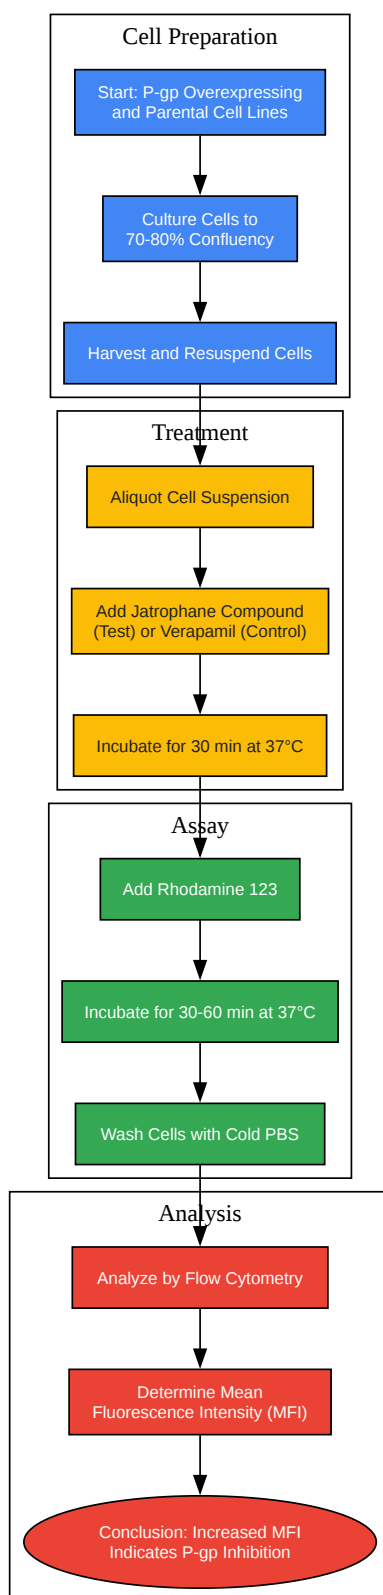 Cell Preparation
Start: P-gp Overexpressing
and Parental Cell Lines
Culture Cells to
70-80% Confluency
Harvest and Resuspend Cells
Treatment
Aliquot Cell Suspension
Add Jatrophane Compound
(Test) or Verapamil (Control)
Incubate for 30 min at 37°C
Assay
Add Rhodamine 123
Incubate for 30-60 min at 37°C
Wash Cells with Cold PBS
Analysis
Analyze by Flow Cytometry
Determine Mean
Fluorescence Intensity (MFI)
Conclusion: Increased MFI
Indicates P-gp Inhibition